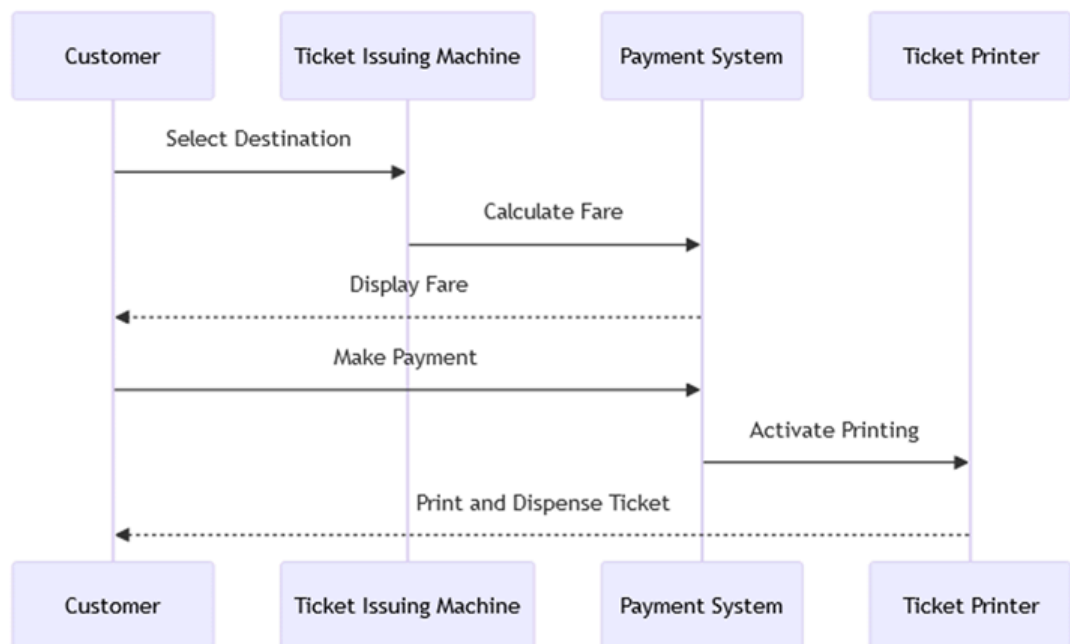 Customer
Ticket Issuing Machine
Payment System
Ticket Printer
Select Destination
Calculate Fare
Display Fare
Make Payment
Activate Printing
Print and Dispense Ticket
Customer
Ticket Issuing Machine
Payment System
Ticket Printer